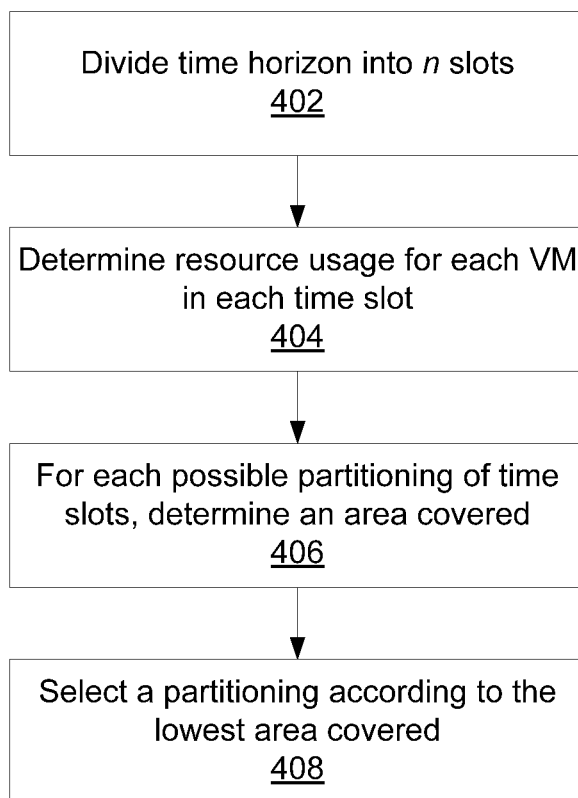 Divide time horizon into n slots
402
Determine resource usage for each VM
in each time slot
404
For each possible partitioning of time
slots, determine an area covered
406
Select a partitioning according to the
lowest area covered
408